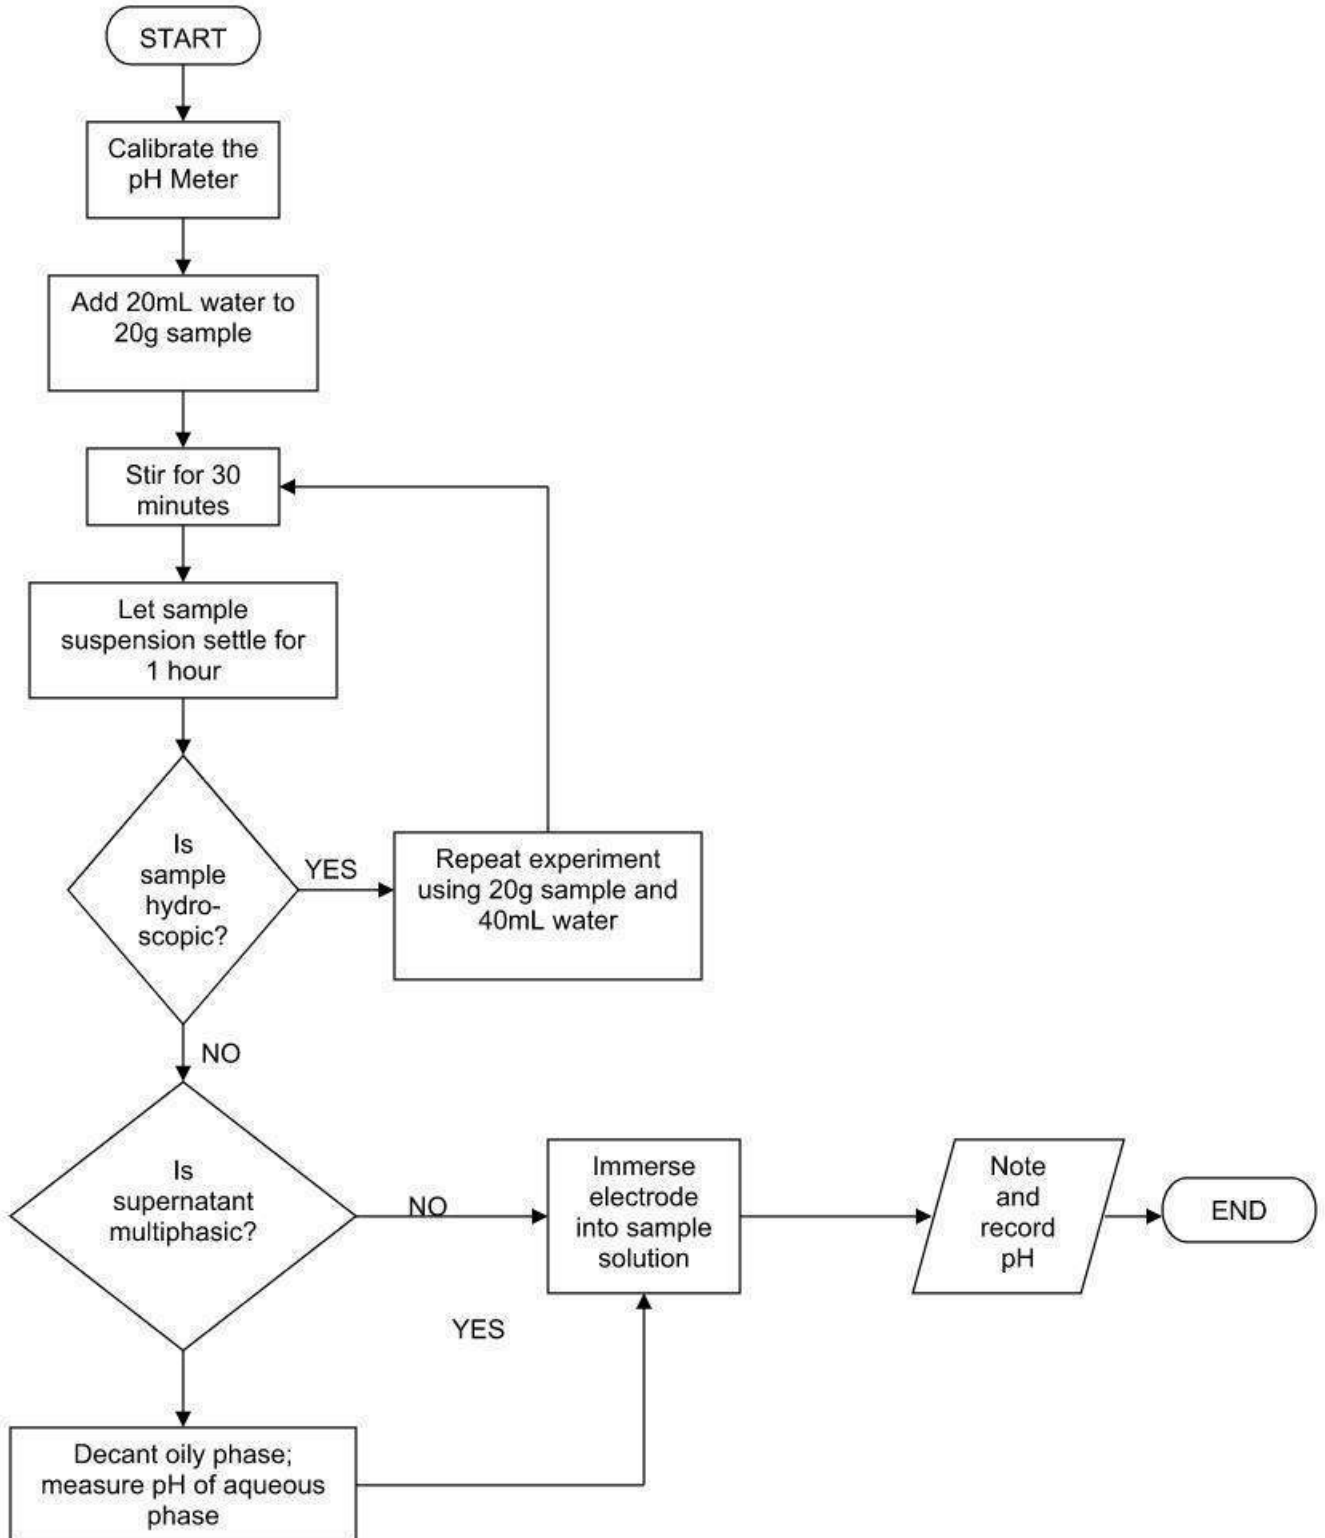 START
Calibrate the
pH Meter
Add 20mL water to
20g sample
Stir for 30
minutes
Let sample
suspension settle for
1 hour
Is
sample
hydro-
scopic?
YES
Repeat experiment
using 20g sample and
40mL water
NO
Is
supernatant
multiphasic?
NO
Immerse
electrode
into sample
solution
Note
and
record
pH
END
YES
Decant oily phase;
measure pH of aqueous
phase